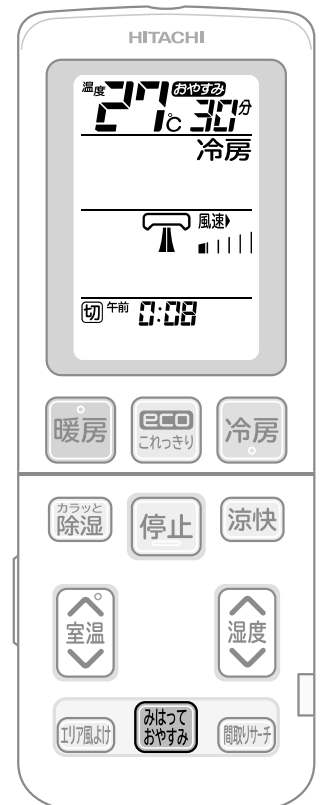 HITACHI
温度 27℃ おやすみ 30分
冷房
風速
切 午前 0:08
暖房
eco
これっきり
冷房
カラッと
除湿
停止
涼快
室温
湿度
エリア風よけ
みはって
おやすみ
間取りサーチ